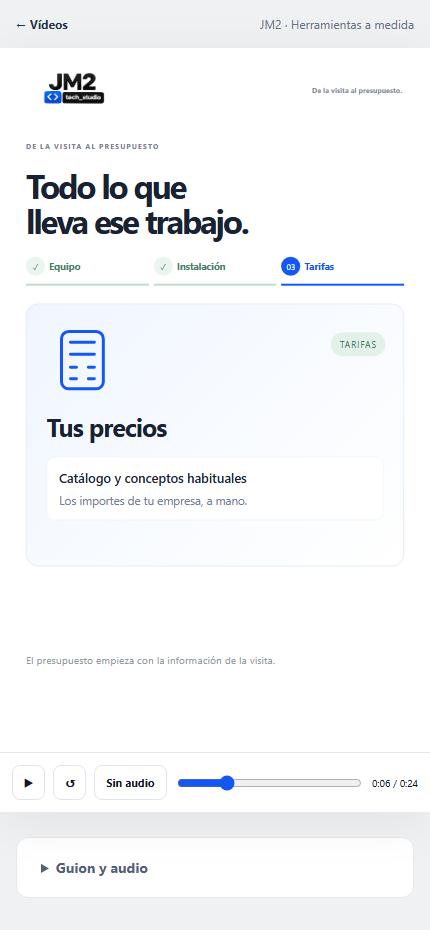 ← Vídeos
JM2 · Herramientas a medida
JM2
<> tech_studio
De la visita al presupuesto.
DE LA VISITA AL PRESUPUESTO
Todo lo que
lleva ese trabajo.
✓ Equipo
✓ Instalación
03 Tarifas
TARIFAS
Tus precios
Catálogo y conceptos habituales
Los importes de tu empresa, a mano.
El presupuesto empieza con la información de la visita.
▶ ↺ Sin audio 0:06 / 0:24
▶ Guion y audio